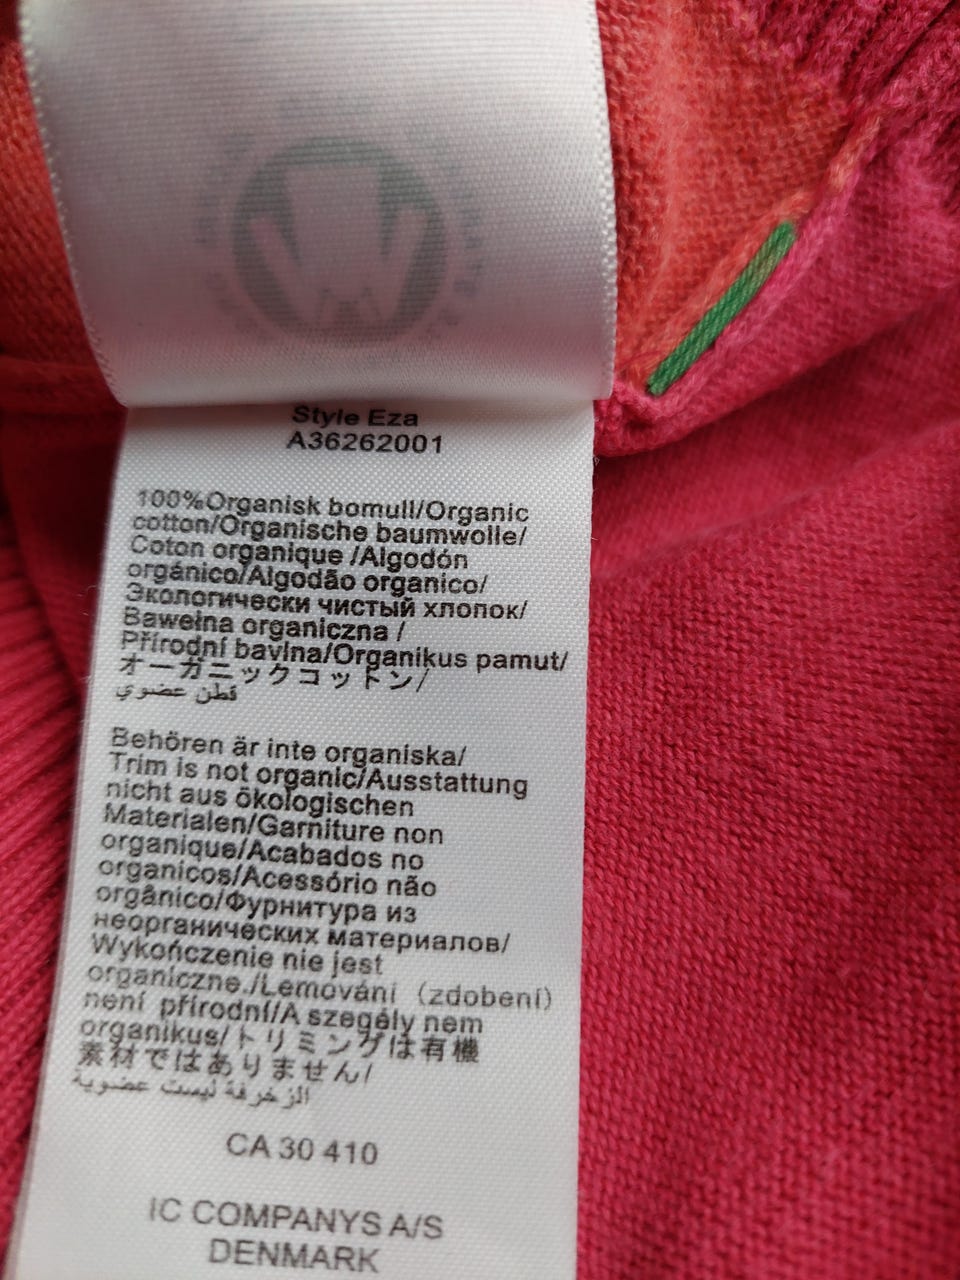 Style Eza
A36262001
100%Organisk bomull/Organic
cotton/Organische baumwolle/
Coton organique /Algodón
orgánico/Algodão organico/
Экологически чистый хлопок/
Bawełna organiczna /
Přírodní bavlna/Organikus pamut/
オーガニックコットン/
قطن عضوي
Behören är inte organiska/
Trim is not organic/Ausstattung
nicht aus ökologischen
Materialen/Garniture non
organique/Acabados no
organicos/Acessório não
orgânico/Фурнитура из
неорганических материалов/
Wykończenie nie jest
organiczne./Lemování (zdobení)
není přírodní/A szegély nem
organikus/トリミングは有機
素材ではありません/
الزخرفة ليست عضوية
CA 30 410
IC COMPANYS A/S
DENMARK